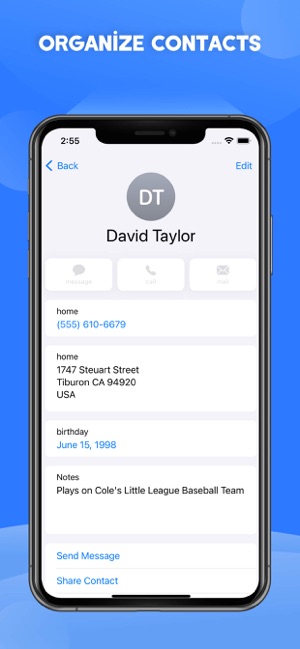 ORGANİZE CONTACTS
2:55
Back
Edit
DT
David Taylor
message
call
mail
home
(555) 610-6679
home
1747 Steuart Street
Tiburon CA 94920
USA
birthday
June 15, 1998
Notes
Plays on Cole's Little League Baseball Team
Send Message
Share Contact